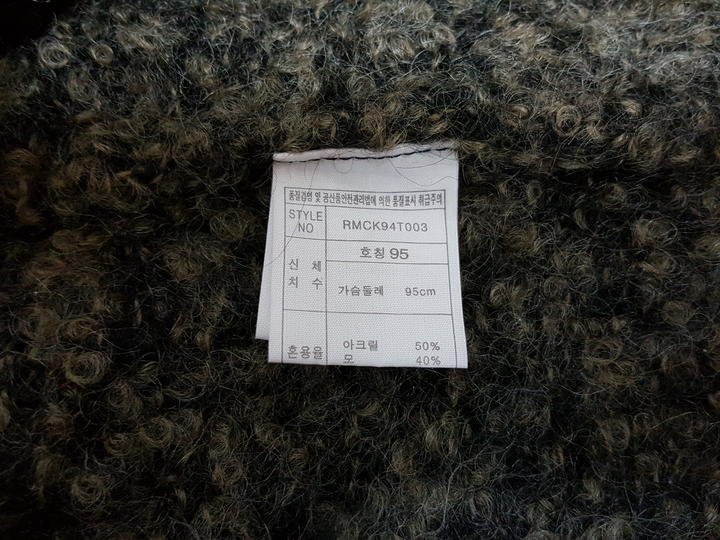 품질경영 및 공산품안전관리법에 의한 품질표시 취급주의
STYLE NO RMCK94T003
호칭 95
신체 치수 가슴둘레 95cm
혼용율 아크릴 50%
모 40%